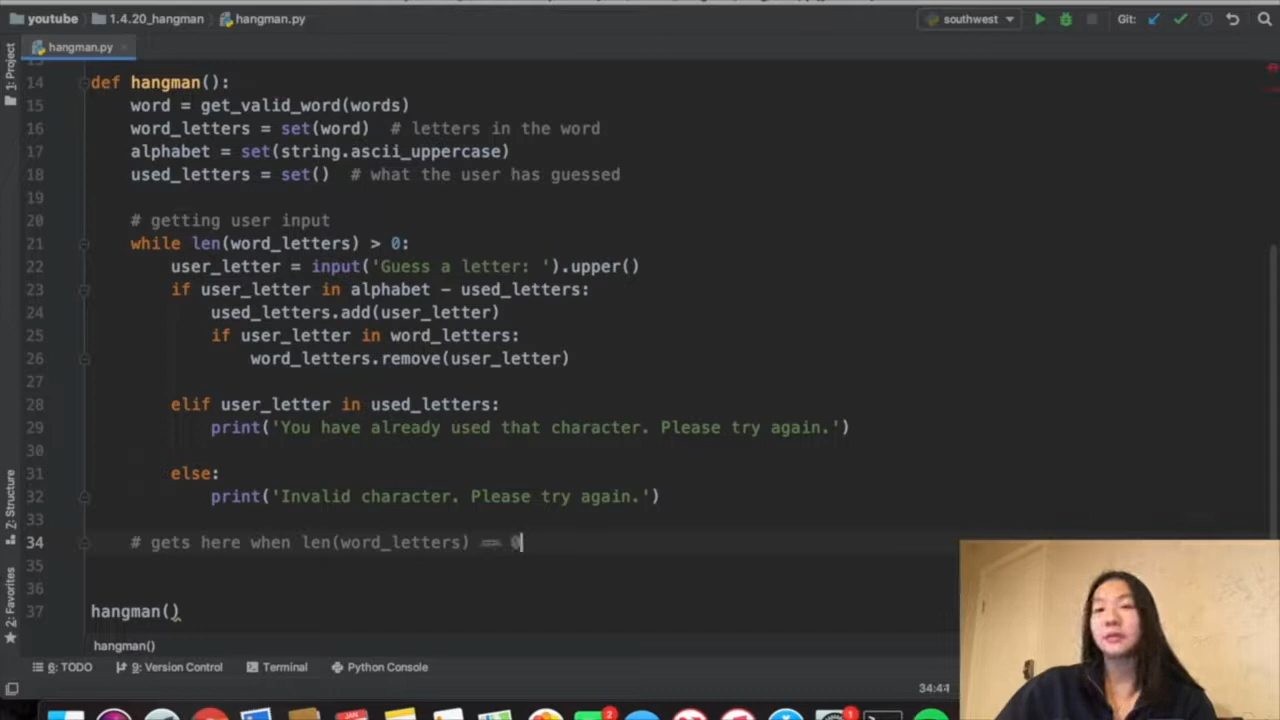 youtube 1.4.20_hangman hangman.py southwest Git:
hangman.py
1: Project
14 def hangman():
15 word = get_valid_word(words)
16 word_letters = set(word)  # letters in the word
17 alphabet = set(string.ascii_uppercase)
18 used_letters = set()  # what the user has guessed
19
20 # getting user input
21 while len(word_letters) > 0:
22 user_letter = input('Guess a letter: ').upper()
23 if user_letter in alphabet - used_letters:
24 used_letters.add(user_letter)
25 if user_letter in word_letters:
26 word_letters.remove(user_letter)
27
28 elif user_letter in used_letters:
29 print('You have already used that character. Please try again.')
30
31 else:
32 print('Invalid character. Please try again.')
33
34 # gets here when len(word_letters) == 0
35
36
37 hangman()
hangman()
Z: Structure
2: Favorites
6: TODO 9: Version Control Terminal Python Console
34:44
JAN
2
1